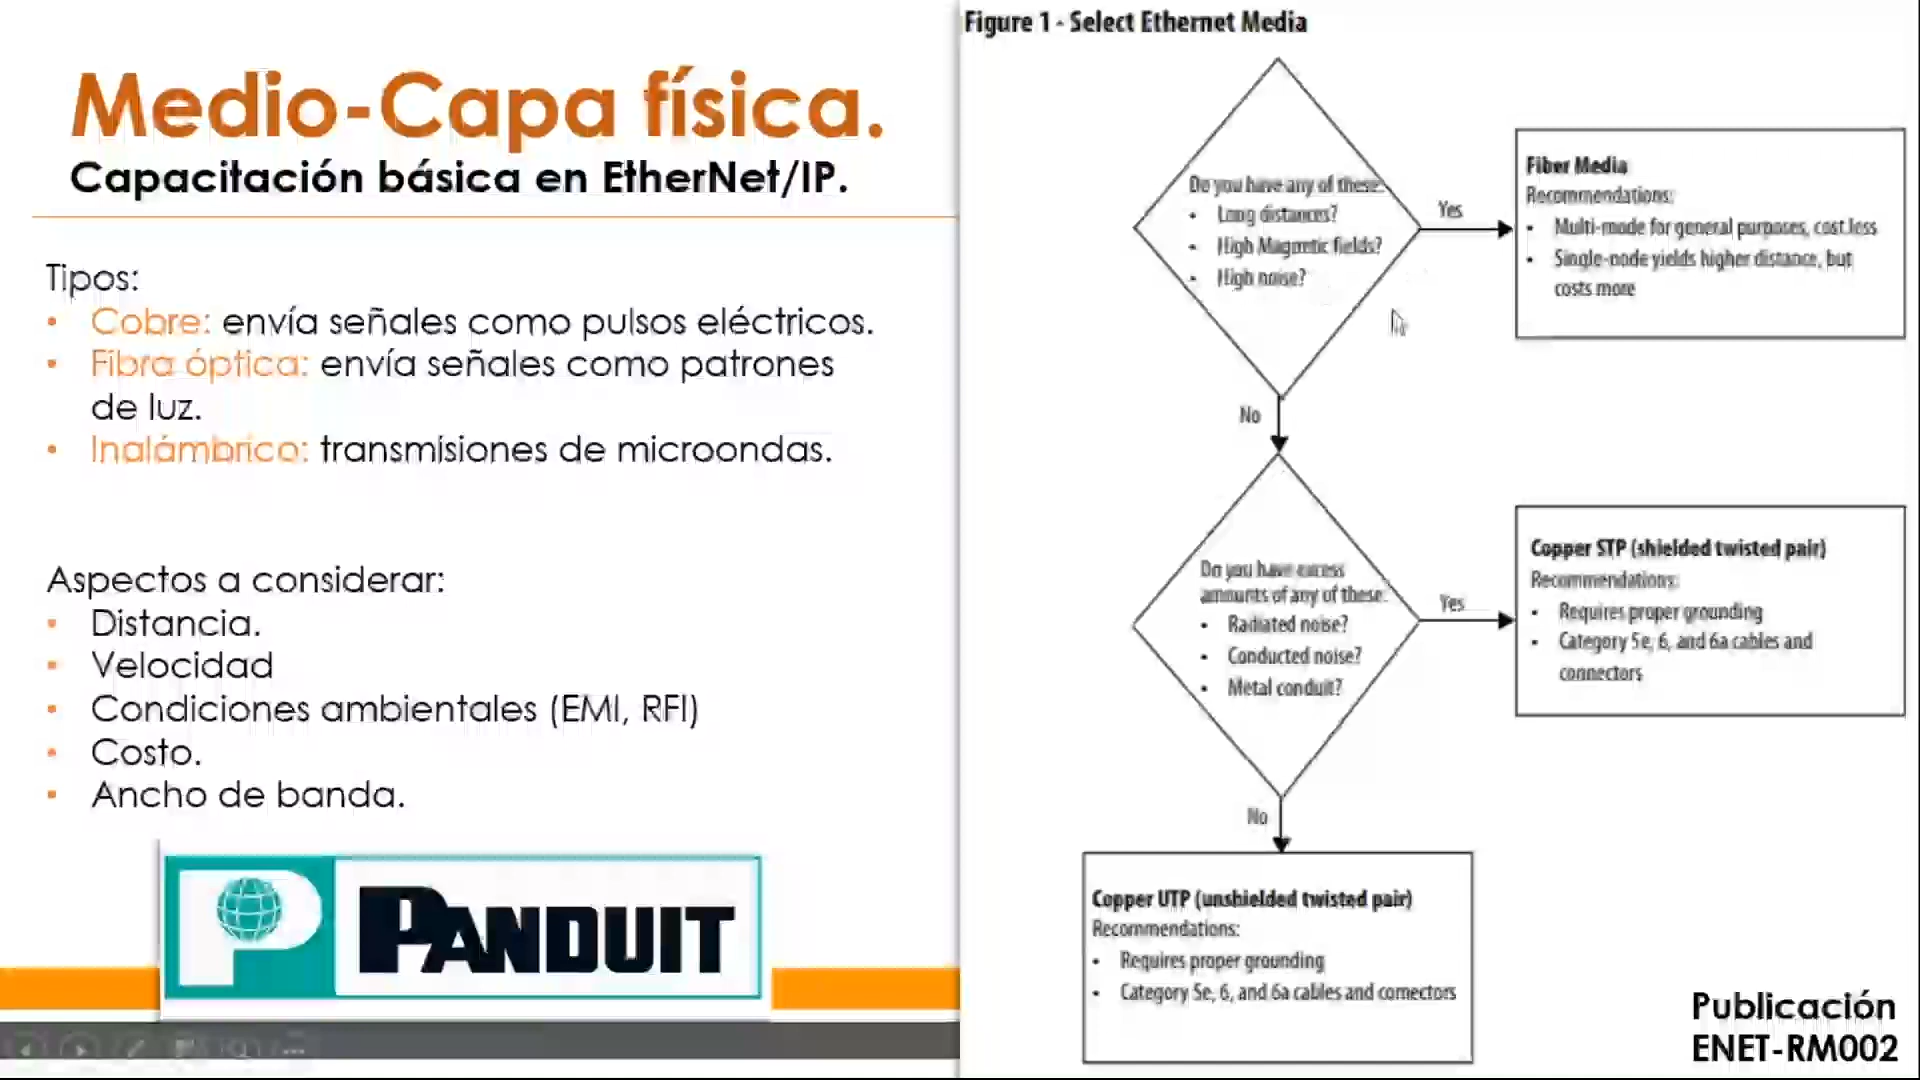 Medio-Capa física.
Capacitación básica en EtherNet/IP.
Tipos:
• Cobre: envía señales como pulsos eléctricos.
• Fibra óptica: envía señales como patrones
de luz.
• Inalámbrico: transmisiones de microondas.
Aspectos a considerar:
• Distancia.
• Velocidad
• Condiciones ambientales (EMI, RFI)
• Costo.
• Ancho de banda.
P PANDUIT
Figure 1 - Select Ethernet Media
Do you have any of these:
• Long distances?
• High Magnetic fields?
• High noise?
Yes
Fiber Media
Recommendations:
• Multi-mode for general purposes, cost less
• Single-node yields higher distance, but
costs more
No
Do you have excess
amounts of any of these:
• Radiated noise?
• Conducted noise?
• Metal conduit?
Yes
Copper STP (shielded twisted pair)
Recommendations:
• Requires proper grounding
• Category 5e, 6, and 6a cables and
connectors
No
Copper UTP (unshielded twisted pair)
Recommendations:
• Requires proper grounding
• Category 5e, 6, and 6a cables and connectors
Publicación
ENET-RM002